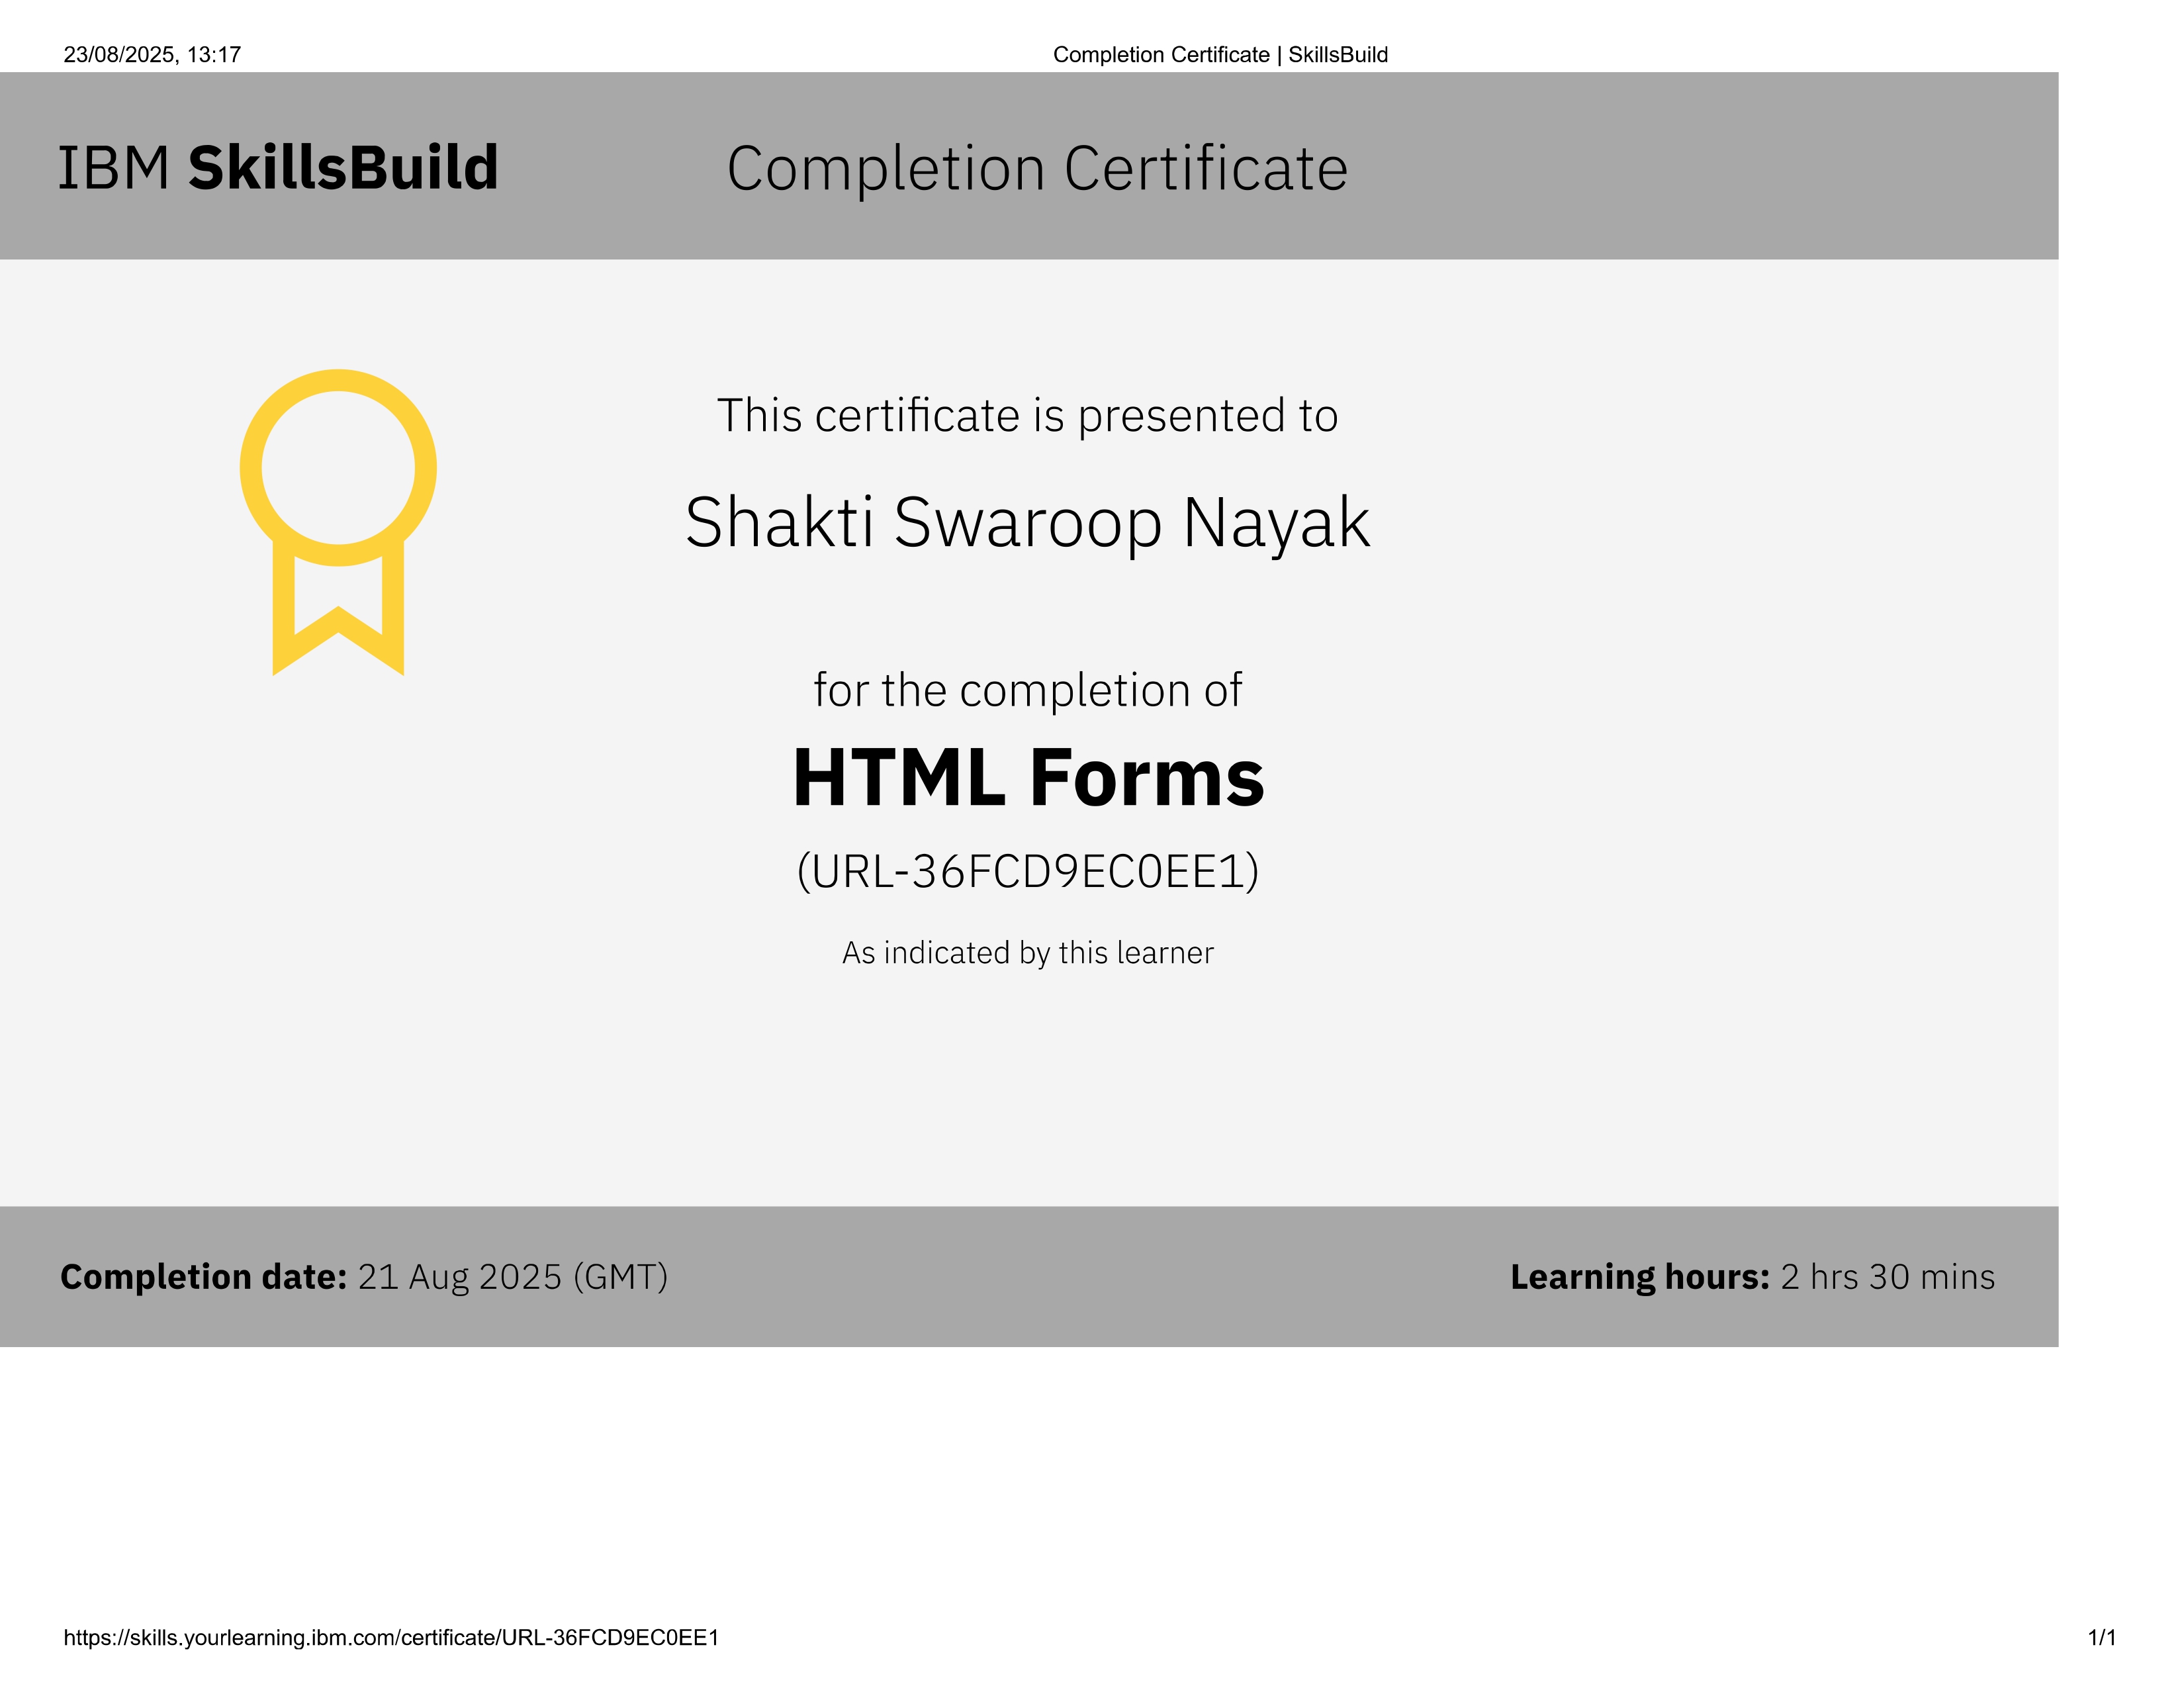 23/08/2025, 13:17
Completion Certificate | SkillsBuild
IBM SkillsBuild
Completion Certificate
This certificate is presented to
Shakti Swaroop Nayak
for the completion of
HTML Forms
(URL-36FCD9EC0EE1)
As indicated by this learner
Completion date: 21 Aug 2025 (GMT)
Learning hours: 2 hrs 30 mins
https://skills.yourlearning.ibm.com/certificate/URL-36FCD9EC0EE1
1/1